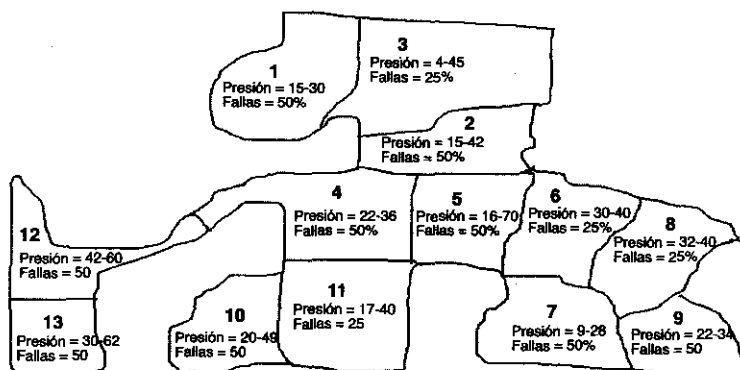 1
Presión = 15-30
Fallas = 50%
3
Presión = 4-45
Fallas = 25%
2
Presión = 15-42
Fallas = 50%
4
Presión = 22-36
Fallas = 50%
5
Presión = 16-70
Fallas = 50%
6
Presión = 30-40
Fallas = 25%
8
Presión = 32-40
Fallas = 25%
12
Presión = 42-60
Fallas = 50
13
Presión = 30-62
Fallas = 50
10
Presión = 20-49
Fallas = 50
11
Presión = 17-40
Fallas = 25
7
Presión = 9-28
Fallas = 50%
9
Presión = 22-34
Fallas = 50